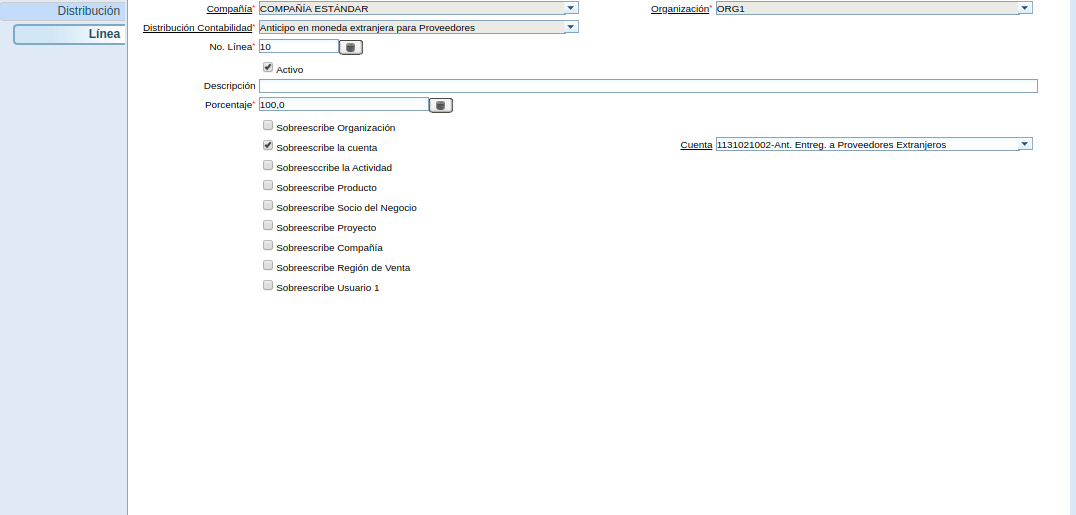 Distribución
Línea
Compañía* COMPAÑÍA ESTÁNDAR Organización* ORG1
Distribución Contabilidad* Anticipo en moneda extranjera para Proveedores
No. Línea* 10
Activo
Descripción
Porcentaje* 100,0
Sobreescribe Organización
Sobreescribe la cuenta Cuenta 1131021002-Ant. Entreg. a Proveedores Extranjeros
Sobreesccribe la Actividad
Sobreescribe Producto
Sobreescribe Socio del Negocio
Sobreescribe Proyecto
Sobreescribe Compañía
Sobreescribe Región de Venta
Sobreescribe Usuario 1